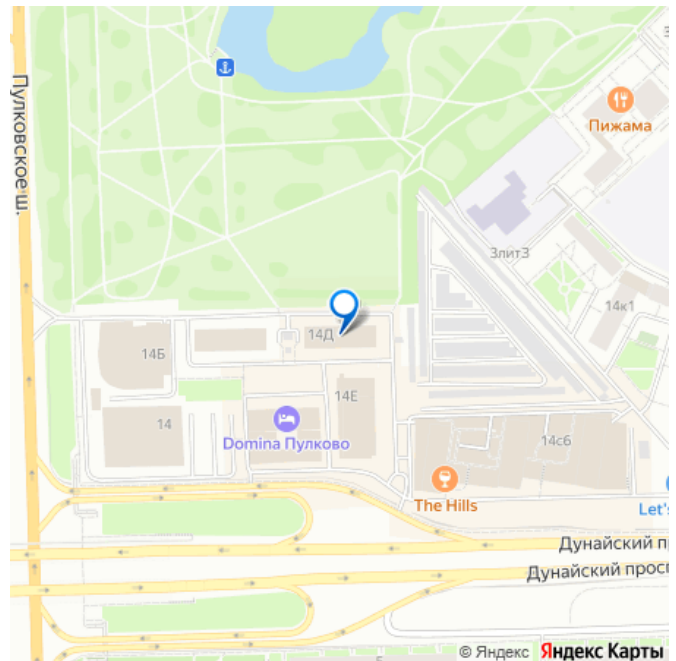 Пулковское ш.
Пижама
3литЗ
14к1
14Д
14Б
14Е
14
Domina Пулково
14с6
The Hills
Let's
Дунайский п
Дунайский просп
© Яндекс Яндекс Карты